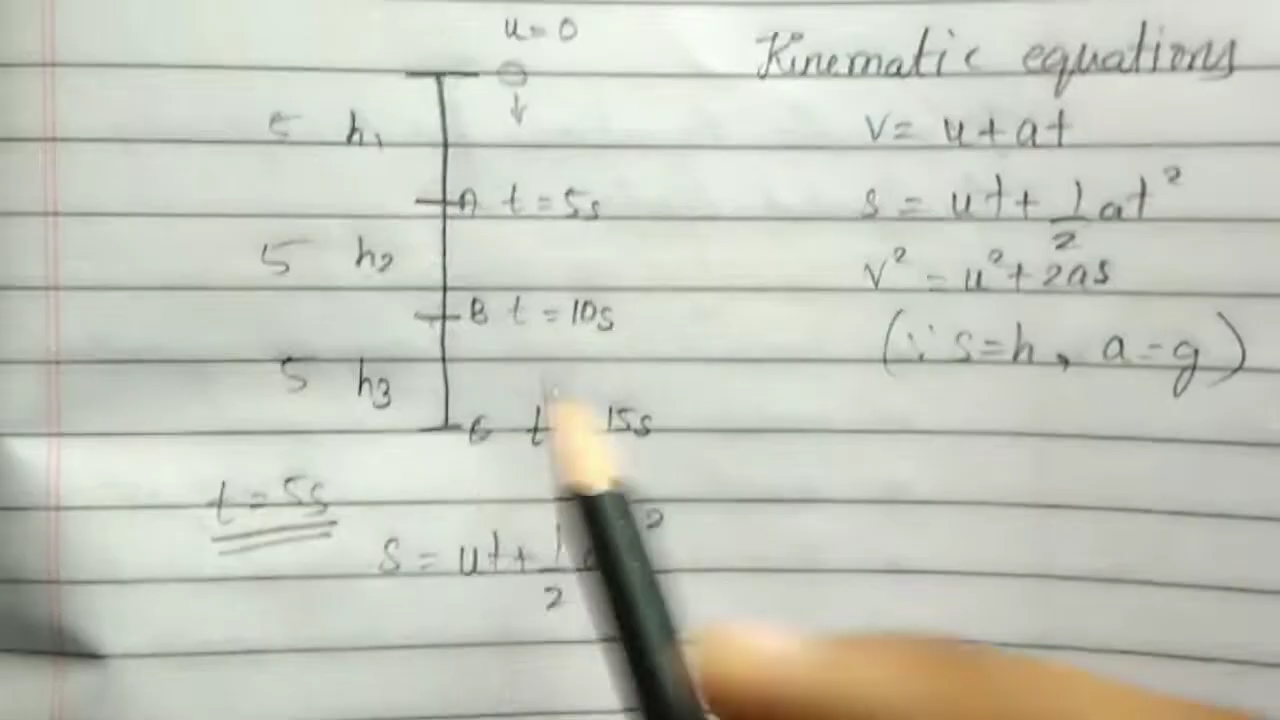 u=0
Kinematic equations
5 h₁
v= u+at
A t=5s
s = ut+1/2at²
5 h₂
v² = u²+2as
B t=10s
(∵ s=h, a=g)
5 h3
t 15s
t=5s
s = ut+1/2 ²